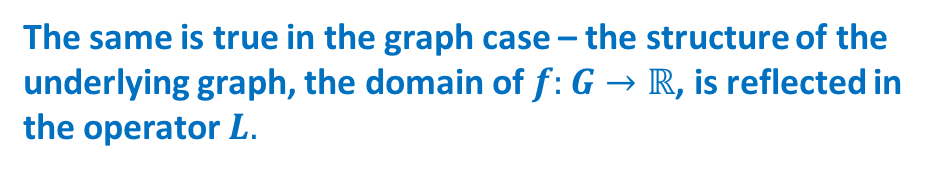 The same is true in the graph case – the structure of the
underlying graph, the domain of f: G → ℝ, is reflected in
the operator L.